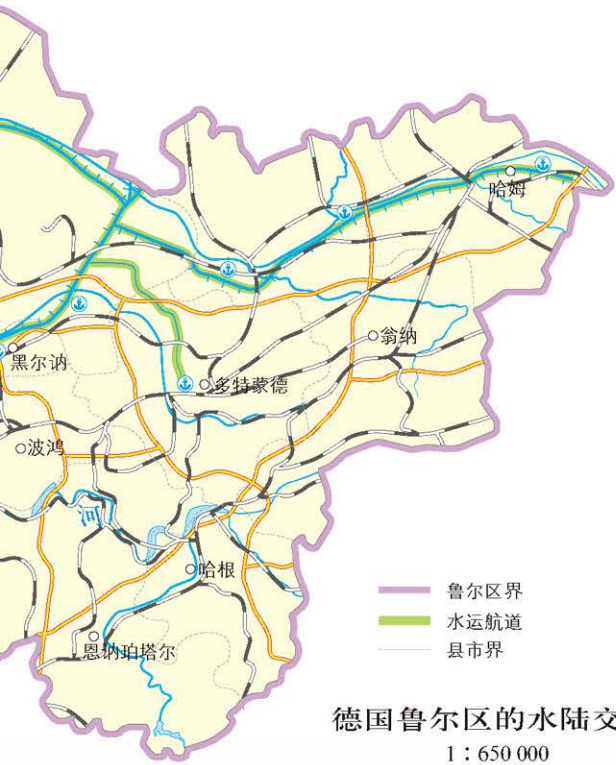 哈姆
翁纳
黑尔讷
多特蒙德
波鸿
河
哈根
恩纳珀塔尔
鲁尔区界
水运航道
县市界
德国鲁尔区的水陆交
1：650 000